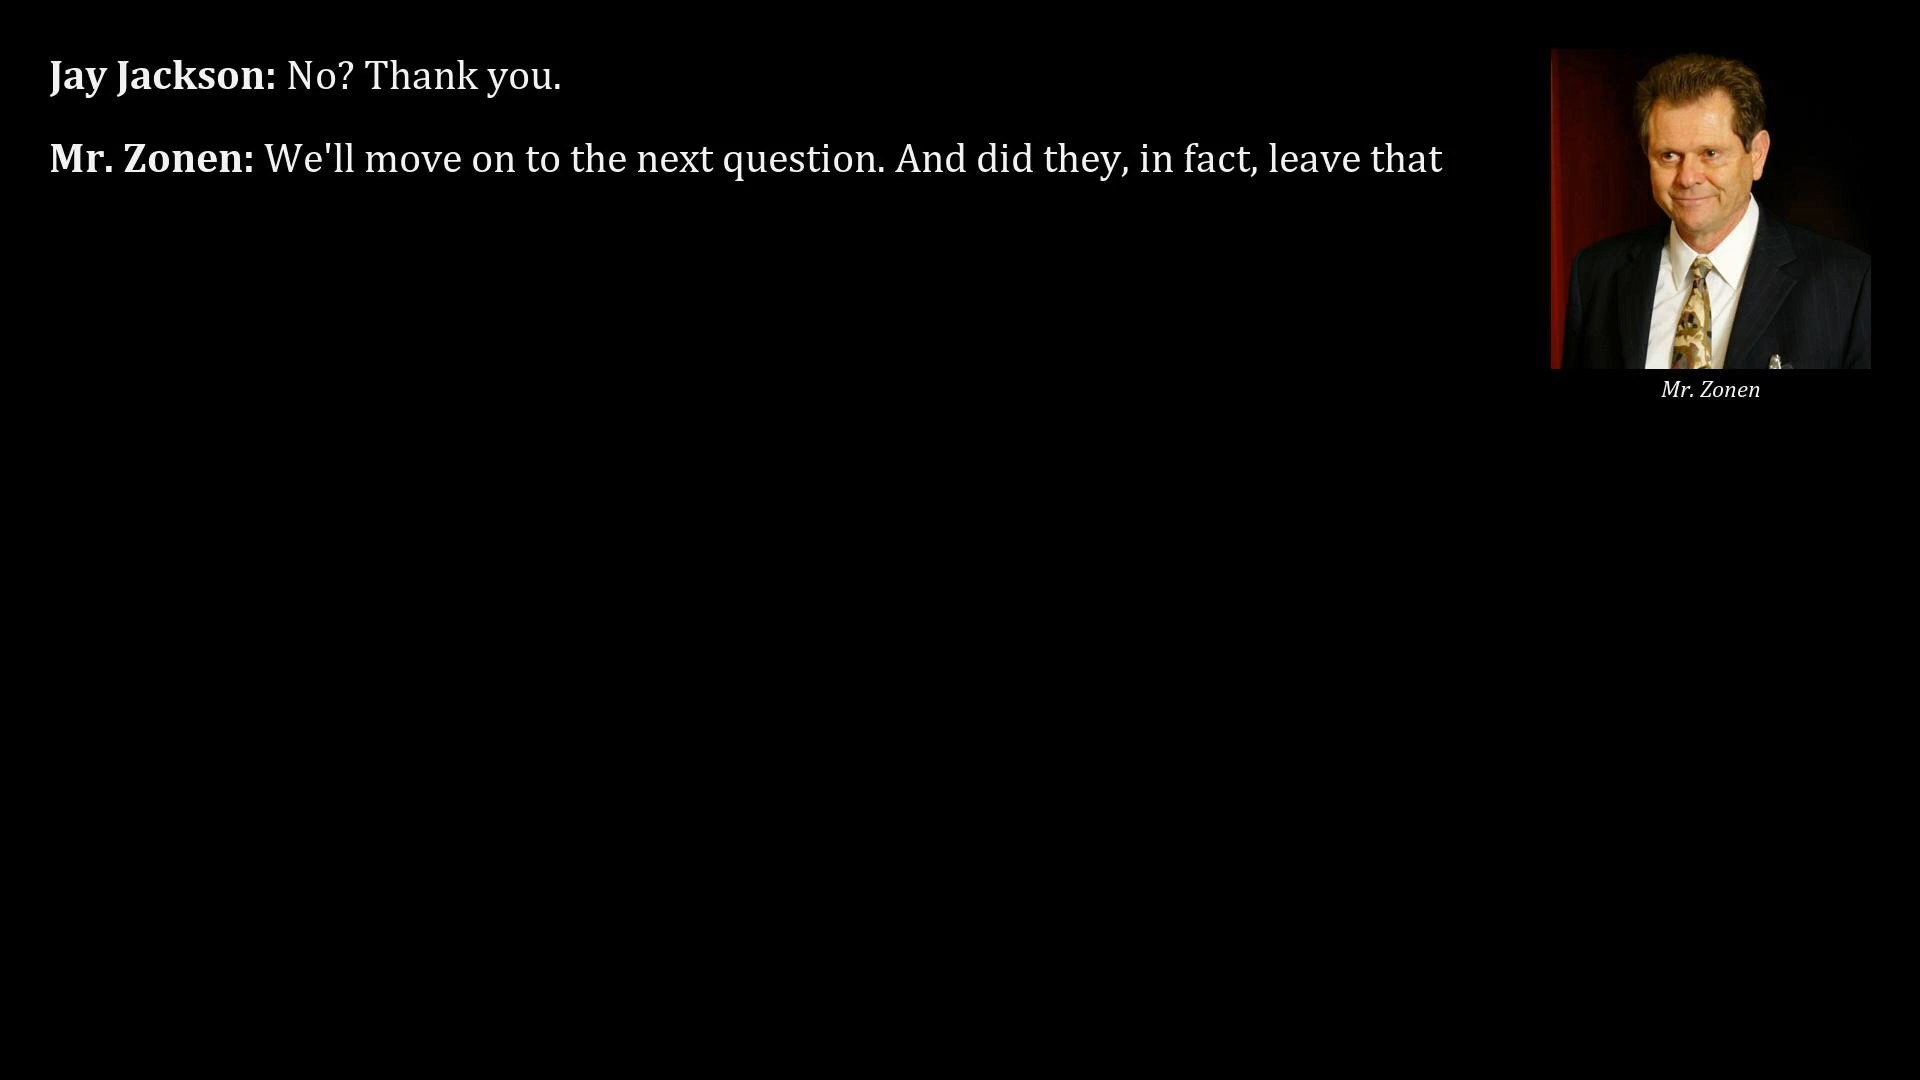 Jay Jackson: No? Thank you.
Mr. Zonen: We'll move on to the next question. And did they, in fact, leave that
Mr. Zonen